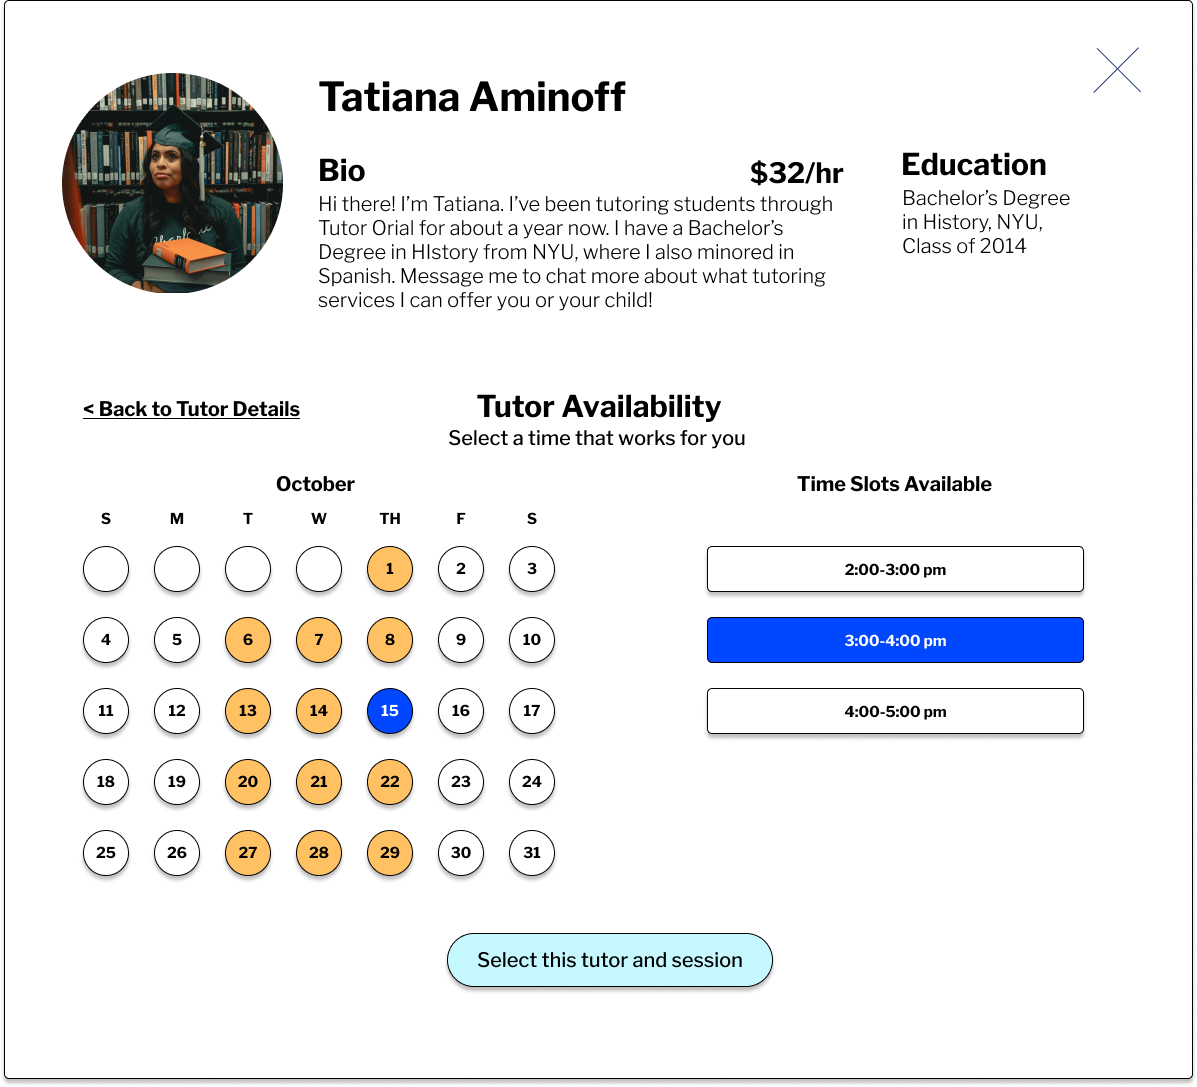 Tatiana Aminoff
Bio
$32/hr
Education
Hi there! I’m Tatiana. I’ve been tutoring students through
Tutor Orial for about a year now. I have a Bachelor’s
Degree in HIstory from NYU, where I also minored in
Spanish. Message me to chat more about what tutoring
services I can offer you or your child!
Bachelor’s Degree
in History, NYU,
Class of 2014
< Back to Tutor Details
Tutor Availability
Select a time that works for you
October
Time Slots Available
S M T W TH F S
1 2 3
4 5 6 7 8 9 10
11 12 13 14 15 16 17
18 19 20 21 22 23 24
25 26 27 28 29 30 31
2:00-3:00 pm
3:00-4:00 pm
4:00-5:00 pm
Select this tutor and session